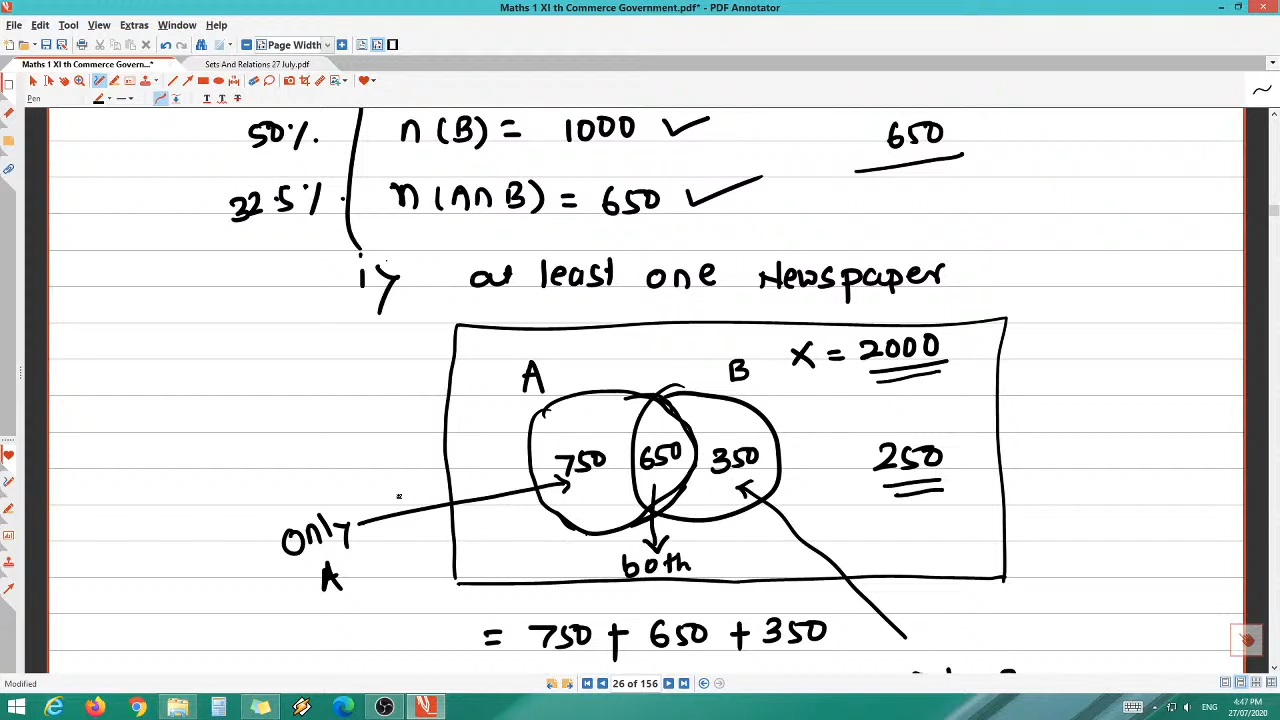 Maths 1 XI th Commerce Government.pdf* - PDF Annotator
File Edit Tool View Extras Window Help
Page Width
Maths 1 XI th Commerce Govern...* Sets And Relations 27 July.pdf
Pen
50%. n (B) = 1000 650
32.5% n (A∩B) = 650
i) at least one Newspaper
X = 2000
A B
750 650 350 250
Only
A
both
= 750 + 650 + 350
Modified 26 of 156
ENG 4:47 PM
27/07/2020